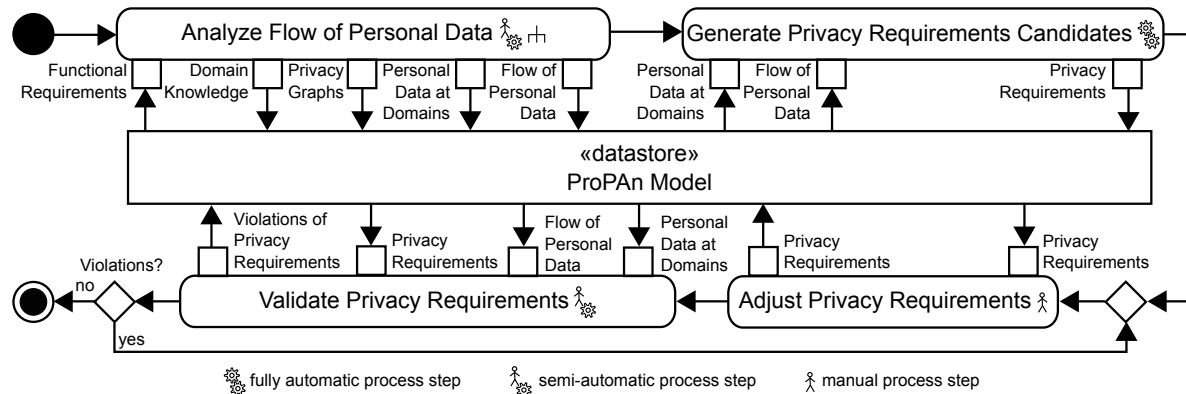 Analyze Flow of Personal Data
Generate Privacy Requirements Candidates
Functional
Requirements
Domain
Knowledge
Privacy
Graphs
Personal
Data at
Domains
Flow of
Personal
Data
Personal
Data at
Domains
Flow of
Personal
Data
Privacy
Requirements
«datastore»
ProPAn Model
Violations of
Privacy
Requirements
Privacy
Requirements
Flow of
Personal
Data
Personal
Data at
Domains
Privacy
Requirements
Privacy
Requirements
Violations?
no
Validate Privacy Requirements
Adjust Privacy Requirements
yes
fully automatic process step
semi-automatic process step
manual process step